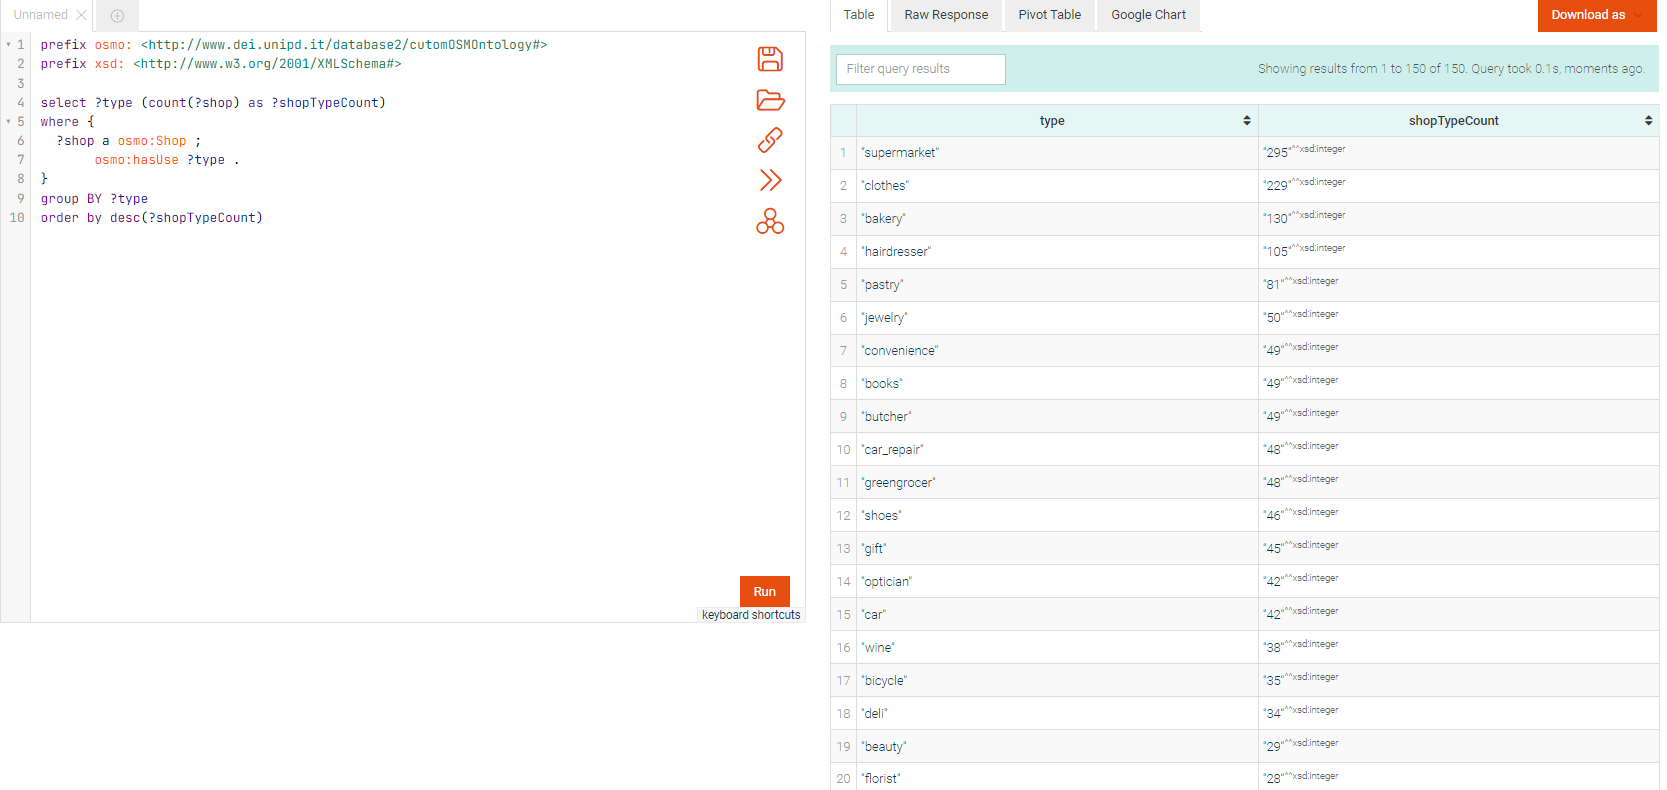 Unnamed
1 prefix osmo: <http://www.dei.unipd.it/database2/cutomOSMOntology#>
2 prefix xsd: <http://www.w3.org/2001/XMLSchema#>
3
4 select ?type (count(?shop) as ?shopTypeCount)
5 where {
6 ?shop a osmo:Shop ;
7 osmo:hasUse ?type .
8 }
9 group BY ?type
10 order by desc(?shopTypeCount)
Run
keyboard shortcuts
Table Raw Response Pivot Table Google Chart Download as
Filter query results Showing results from 1 to 150 of 150. Query took 0.1s, moments ago.
type shopTypeCount
1 "supermarket" "295"^^xsd:integer
2 "clothes" "229"^^xsd:integer
3 "bakery" "130"^^xsd:integer
4 "hairdresser" "105"^^xsd:integer
5 "pastry" "81"^^xsd:integer
6 "jewelry" "50"^^xsd:integer
7 "convenience" "49"^^xsd:integer
8 "books" "49"^^xsd:integer
9 "butcher" "49"^^xsd:integer
10 "car_repair" "48"^^xsd:integer
11 "greengrocer" "48"^^xsd:integer
12 "shoes" "46"^^xsd:integer
13 "gift" "45"^^xsd:integer
14 "optician" "42"^^xsd:integer
15 "car" "42"^^xsd:integer
16 "wine" "38"^^xsd:integer
17 "bicycle" "35"^^xsd:integer
18 "deli" "34"^^xsd:integer
19 "beauty" "29"^^xsd:integer
20 "florist" "28"^^xsd:integer